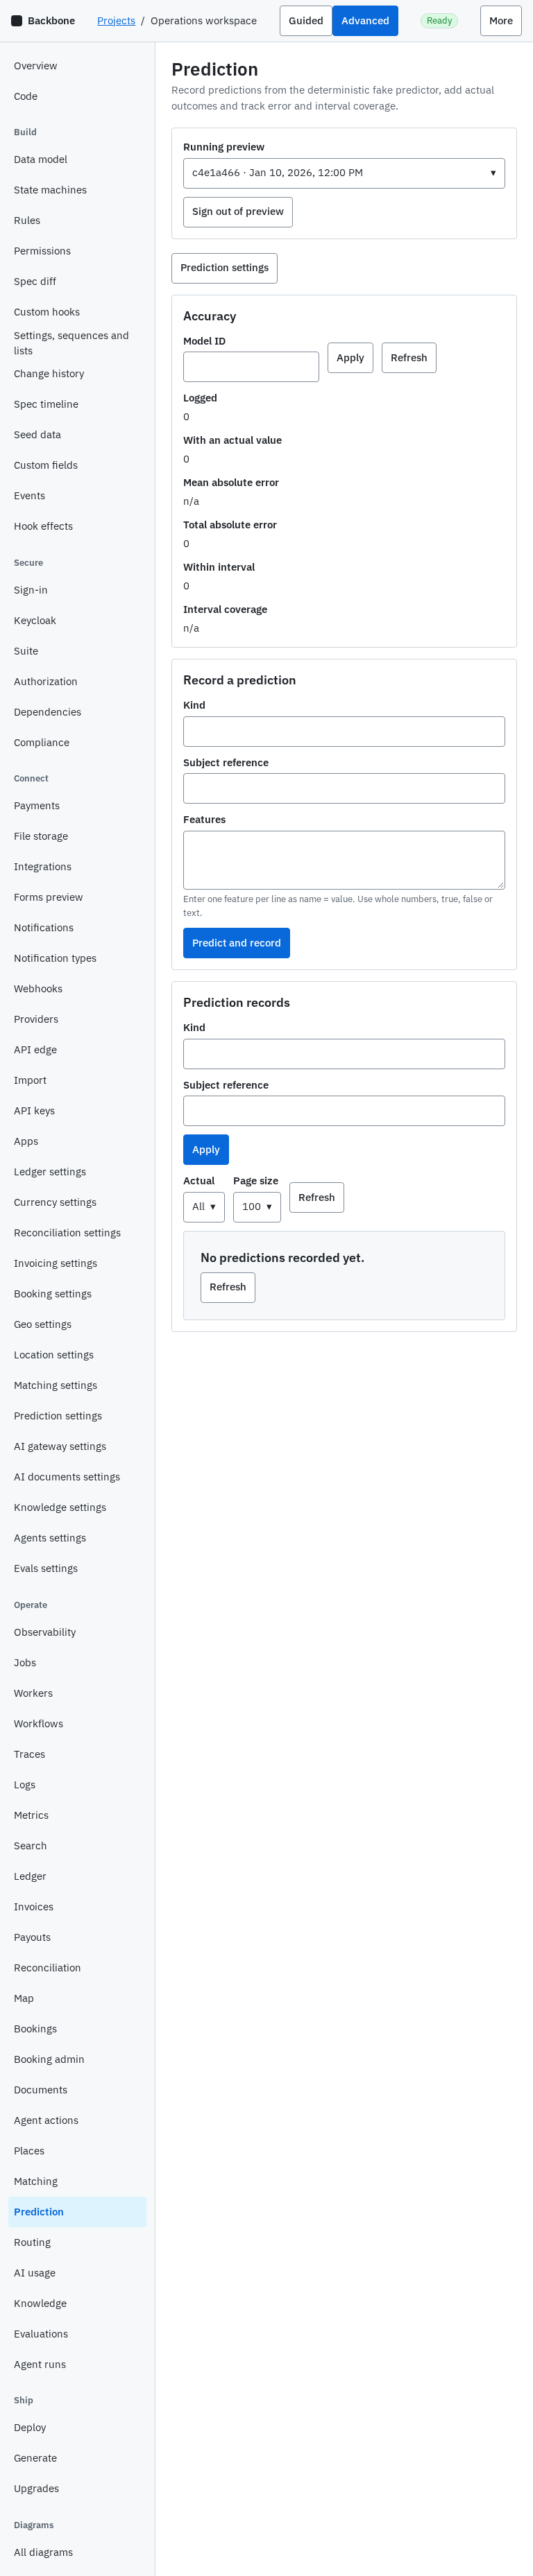 Backbone
Projects / Operations workspace
Guided
Advanced
Ready
More
Overview
Code
Build
Data model
State machines
Rules
Permissions
Spec diff
Custom hooks
Settings, sequences and
lists
Change history
Spec timeline
Seed data
Custom fields
Events
Hook effects
Secure
Sign-in
Keycloak
Suite
Authorization
Dependencies
Compliance
Connect
Payments
File storage
Integrations
Forms preview
Notifications
Notification types
Webhooks
Providers
API edge
Import
API keys
Apps
Ledger settings
Currency settings
Reconciliation settings
Invoicing settings
Booking settings
Geo settings
Location settings
Matching settings
Prediction settings
AI gateway settings
AI documents settings
Knowledge settings
Agents settings
Evals settings
Operate
Observability
Jobs
Workers
Workflows
Traces
Logs
Metrics
Search
Ledger
Invoices
Payouts
Reconciliation
Map
Bookings
Booking admin
Documents
Agent actions
Places
Matching
Prediction
Routing
AI usage
Knowledge
Evaluations
Agent runs
Ship
Deploy
Generate
Upgrades
Diagrams
All diagrams
Prediction
Record predictions from the deterministic fake predictor, add actual
outcomes and track error and interval coverage.
Running preview
c4e1a466 · Jan 10, 2026, 12:00 PM
Sign out of preview
Prediction settings
Accuracy
Model ID
Apply
Refresh
Logged
0
With an actual value
0
Mean absolute error
n/a
Total absolute error
0
Within interval
0
Interval coverage
n/a
Record a prediction
Kind
Subject reference
Features
Enter one feature per line as name = value. Use whole numbers, true, false or
text.
Predict and record
Prediction records
Kind
Subject reference
Apply
Actual
Page size
All
100
Refresh
No predictions recorded yet.
Refresh